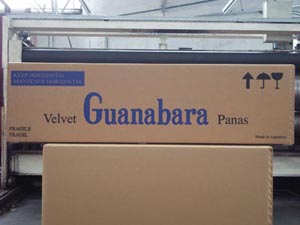 KEEP HORIZONTAL
MANTENER HORIZONTAL
Velvet Guanabara Panas
FRAGILE
FRAGIL
Made in Argentina